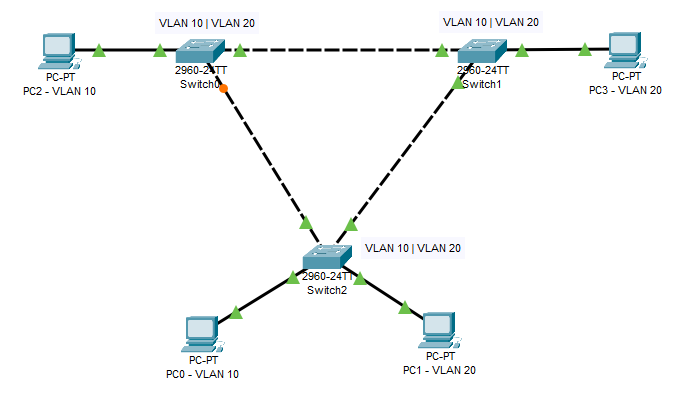 VLAN 10 | VLAN 20
VLAN 10 | VLAN 20
PC-PT
PC2 - VLAN 10
2960-24TT
Switch0
2960-24TT
Switch1
PC-PT
PC3 - VLAN 20
VLAN 10 | VLAN 20
2960-24TT
Switch2
PC-PT
PC0 - VLAN 10
PC-PT
PC1 - VLAN 20